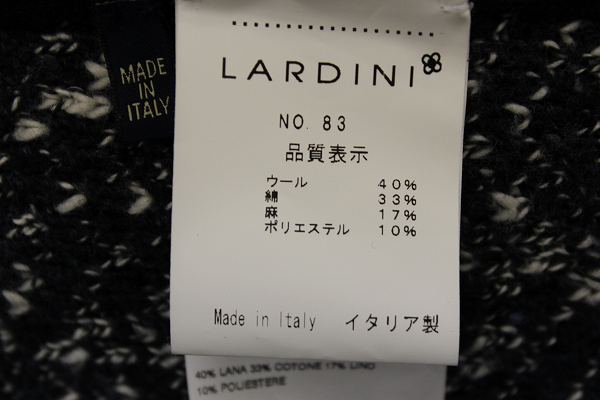 MADE
IN
ITALY
LARDINI
NO. 83
品質表示
ウール 40%
綿 33%
麻 17%
ポリエステル 10%
Made in Italy イタリア製
40% LANA 33% COTONE 17% LINO
10% POLIESTERE